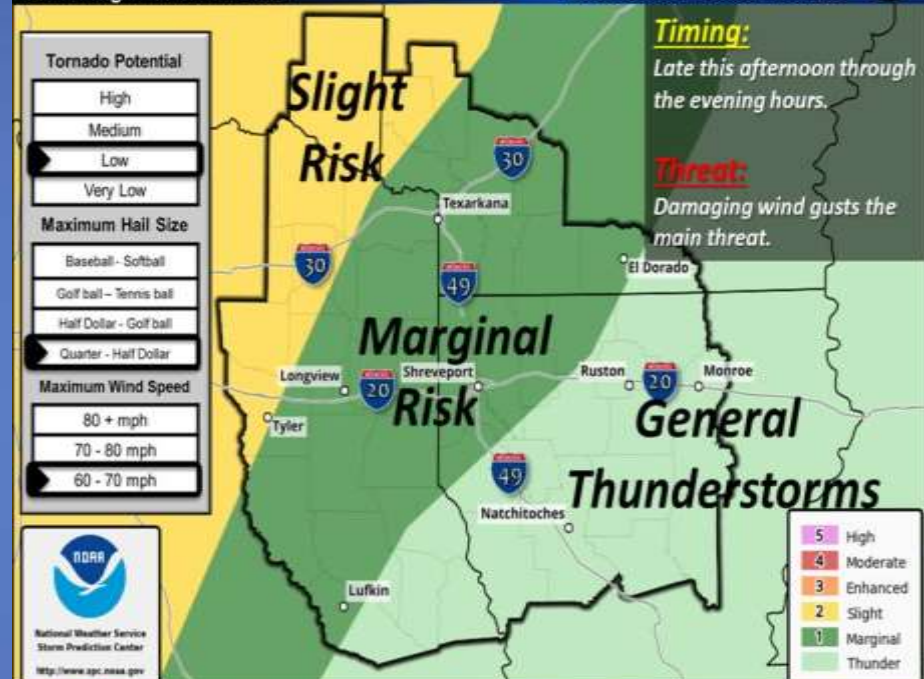 Tornado Potential
High
Medium
Low
Very Low
Maximum Hail Size
Baseball - Softball
Golf ball – Tennis ball
Half Dollar - Golf ball
Quarter - Half Dollar
Maximum Wind Speed
80 + mph
70 - 80 mph
60 - 70 mph
NOAA
National Weather Service
Storm Prediction Center
http://www.spc.noaa.gov
Slight
Risk
30
Texarkana
30
49
El Dorado
Marginal
Risk
Longview
20
Shreveport
Ruston
20
Monroe
Tyler
General
Thunderstorms
49
Natchitoches
Lufkin
Timing:
Late this afternoon through
the evening hours.
Threat:
Damaging wind gusts the
main threat.
5 High
4 Moderate
3 Enhanced
2 Slight
1 Marginal
Thunder